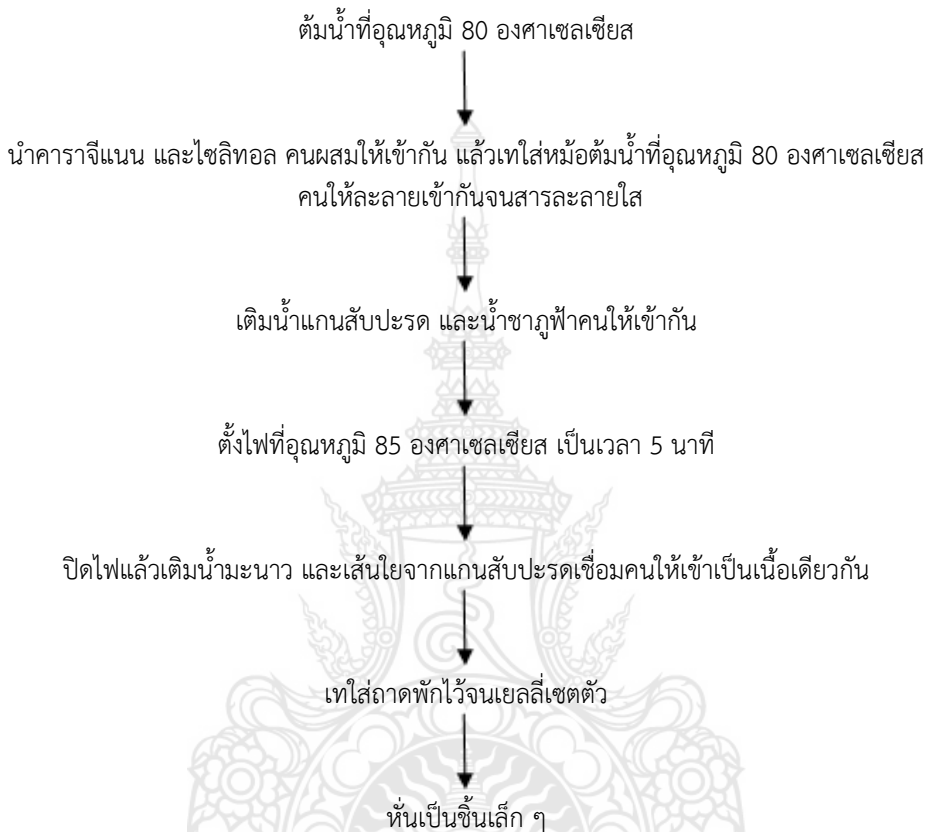 ต้มน้ำที่อุณหภูมิ 80 องศาเซลเซียส
นำคาราจีแนน และไซลิทอล คนผสมให้เข้ากัน แล้วเทใส่หม้อต้มน้ำที่อุณหภูมิ 80 องศาเซลเซียส
คนให้ละลายเข้ากันจนสารละลายใส
เติมน้ำแกนสับปะรด และน้ำชาภูฟ้าคนให้เข้ากัน
ตั้งไฟที่อุณหภูมิ 85 องศาเซลเซียส เป็นเวลา 5 นาที
ปิดไฟแล้วเติมน้ำมะนาว และเส้นใยจากแกนสับปะรดเชื่อมคนให้เข้าเป็นเนื้อเดียวกัน
เทใส่ถาดพักไว้จนเยลลี่เซตตัว
หั่นเป็นชิ้นเล็ก ๆ